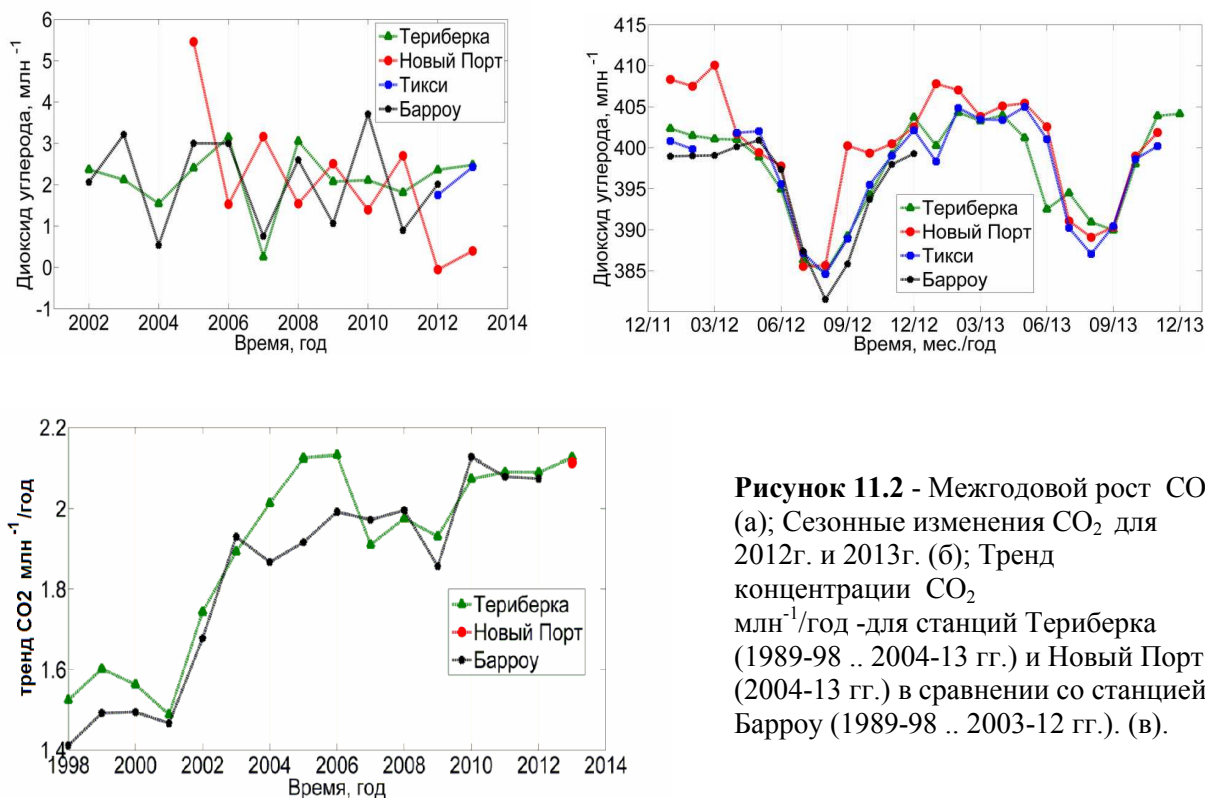 Диоксид углерода, млн⁻¹
6
5
4
3
2
1
0
-1
2002 2004 2006 2008 2010 2012 2014
Время, год
Териберка
Новый Порт
Тикси
Барроу
Диоксид углерода, млн⁻¹
415
410
405
400
395
390
385
12/11 03/12 06/12 09/12 12/12 03/13 06/13 09/13 12/13
Время, мес./год
Териберка
Новый Порт
Тикси
Барроу
тренд СО2 млн⁻¹/год
2.2
2
1.8
1.6
1.4
1998 2000 2002 2004 2006 2008 2010 2012 2014
Время, год
Териберка
Новый Порт
Барроу
Рисунок 11.2 - Межгодовой рост СО
(а); Сезонные изменения СО₂ для
2012г. и 2013г. (б); Тренд
концентрации СО₂
млн⁻¹/год -для станций Териберка
(1989-98 .. 2004-13 гг.) и Новый Порт
(2004-13 гг.) в сравнении со станцией
Барроу (1989-98 .. 2003-12 гг.). (в).